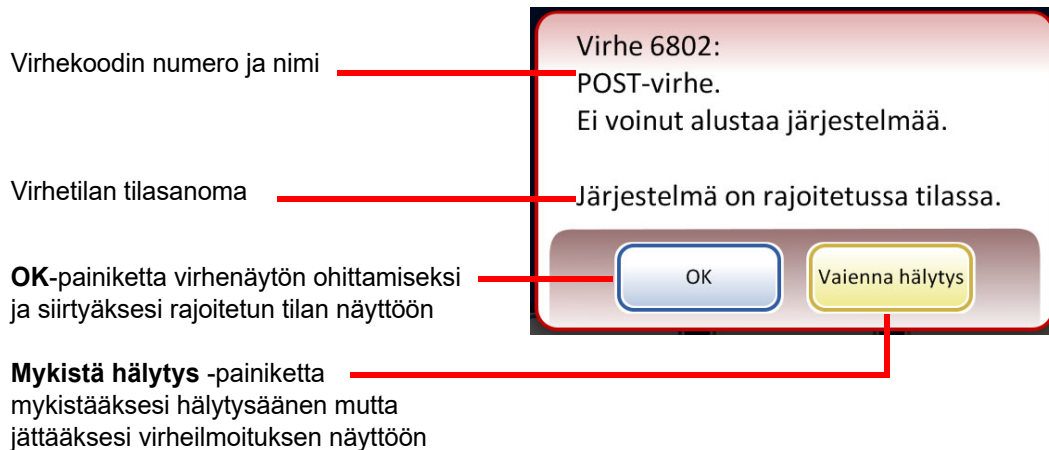 Virhekoodin numero ja nimi
Virhetilan tilasanoma
OK-painiketta virhenäytön ohittamiseksi
ja siirtyäksesi rajoitetun tilan näyttöön
Mykistä hälytys -painiketta
mykistääksesi hälytysäänen mutta
jättääksesi virheilmoituksen näyttöön
Virhe 6802:
POST-virhe.
Ei voinut alustaa järjestelmää.
Järjestelmä on rajoitetussa tilassa.
OK
Vaienna hälytys